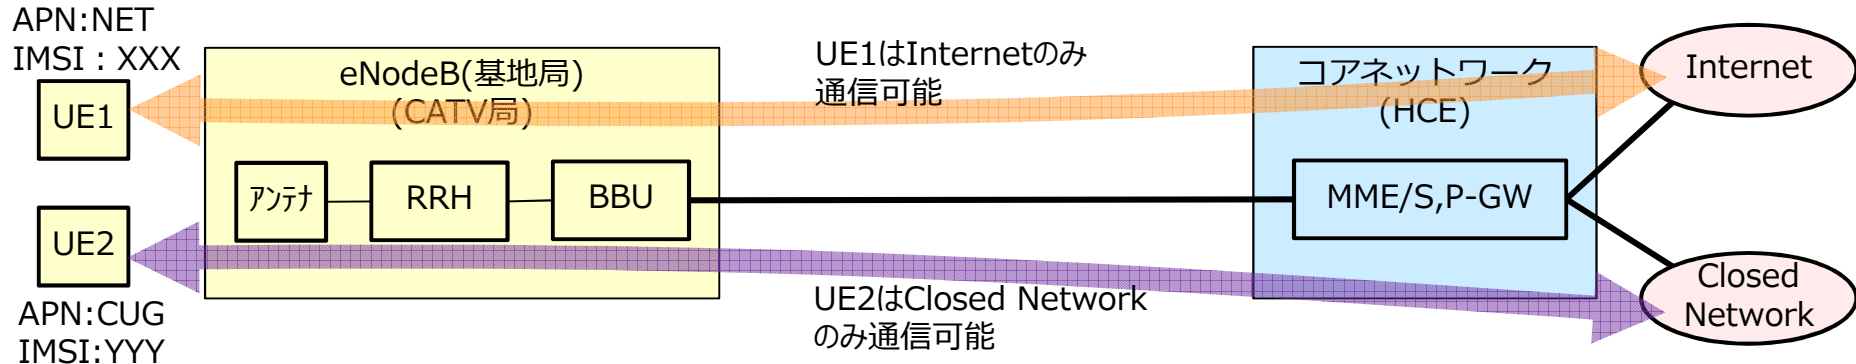 APN:NET
IMSI：XXX
UE1
eNodeB(基地局)
(CATV局)
UE1はInternetのみ
通信可能
コアネットワーク
(HCE)
Internet
ｱﾝﾃﾅ
RRH
BBU
MME/S,P-GW
UE2
APN:CUG
IMSI:YYY
UE2はClosed Network
のみ通信可能
Closed
Network